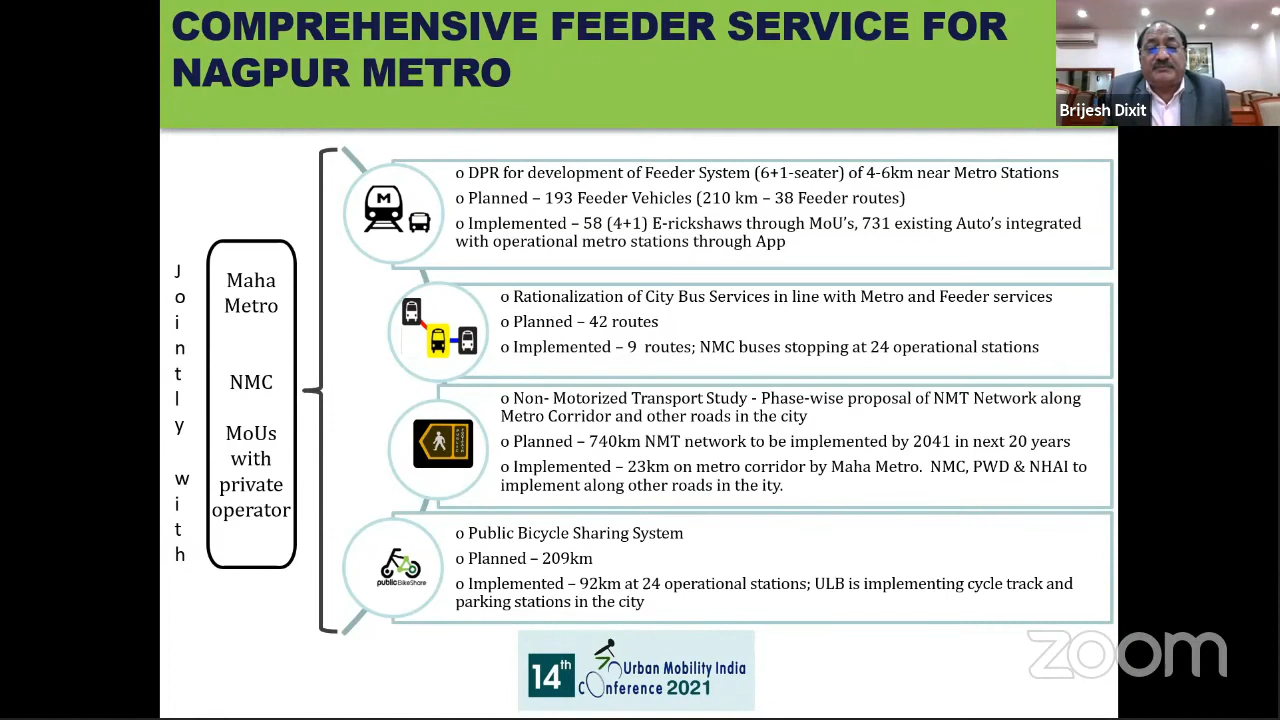 COMPREHENSIVE FEEDER SERVICE FOR
NAGPUR METRO
Brijesh Dixit
Jointly with
Maha
Metro
NMC
MoUs
with
private
operator
M
o DPR for development of Feeder System (6+1-seater) of 4-6km near Metro Stations
o Planned – 193 Feeder Vehicles (210 km – 38 Feeder routes)
o Implemented – 58 (4+1) E-rickshaws through MoU's, 731 existing Auto's integrated
with operational metro stations through App
o Rationalization of City Bus Services in line with Metro and Feeder services
o Planned – 42 routes
o Implemented – 9 routes; NMC buses stopping at 24 operational stations
o Non- Motorized Transport Study - Phase-wise proposal of NMT Network along
Metro Corridor and other roads in the city
o Planned – 740km NMT network to be implemented by 2041 in next 20 years
o Implemented – 23km on metro corridor by Maha Metro. NMC, PWD & NHAI to
implement along other roads in the ity.
o Public Bicycle Sharing System
o Planned – 209km
o Implemented – 92km at 24 operational stations; ULB is implementing cycle track and
parking stations in the city
publicBikeShare
14th Urban Mobility India
Conference 2021
zoom